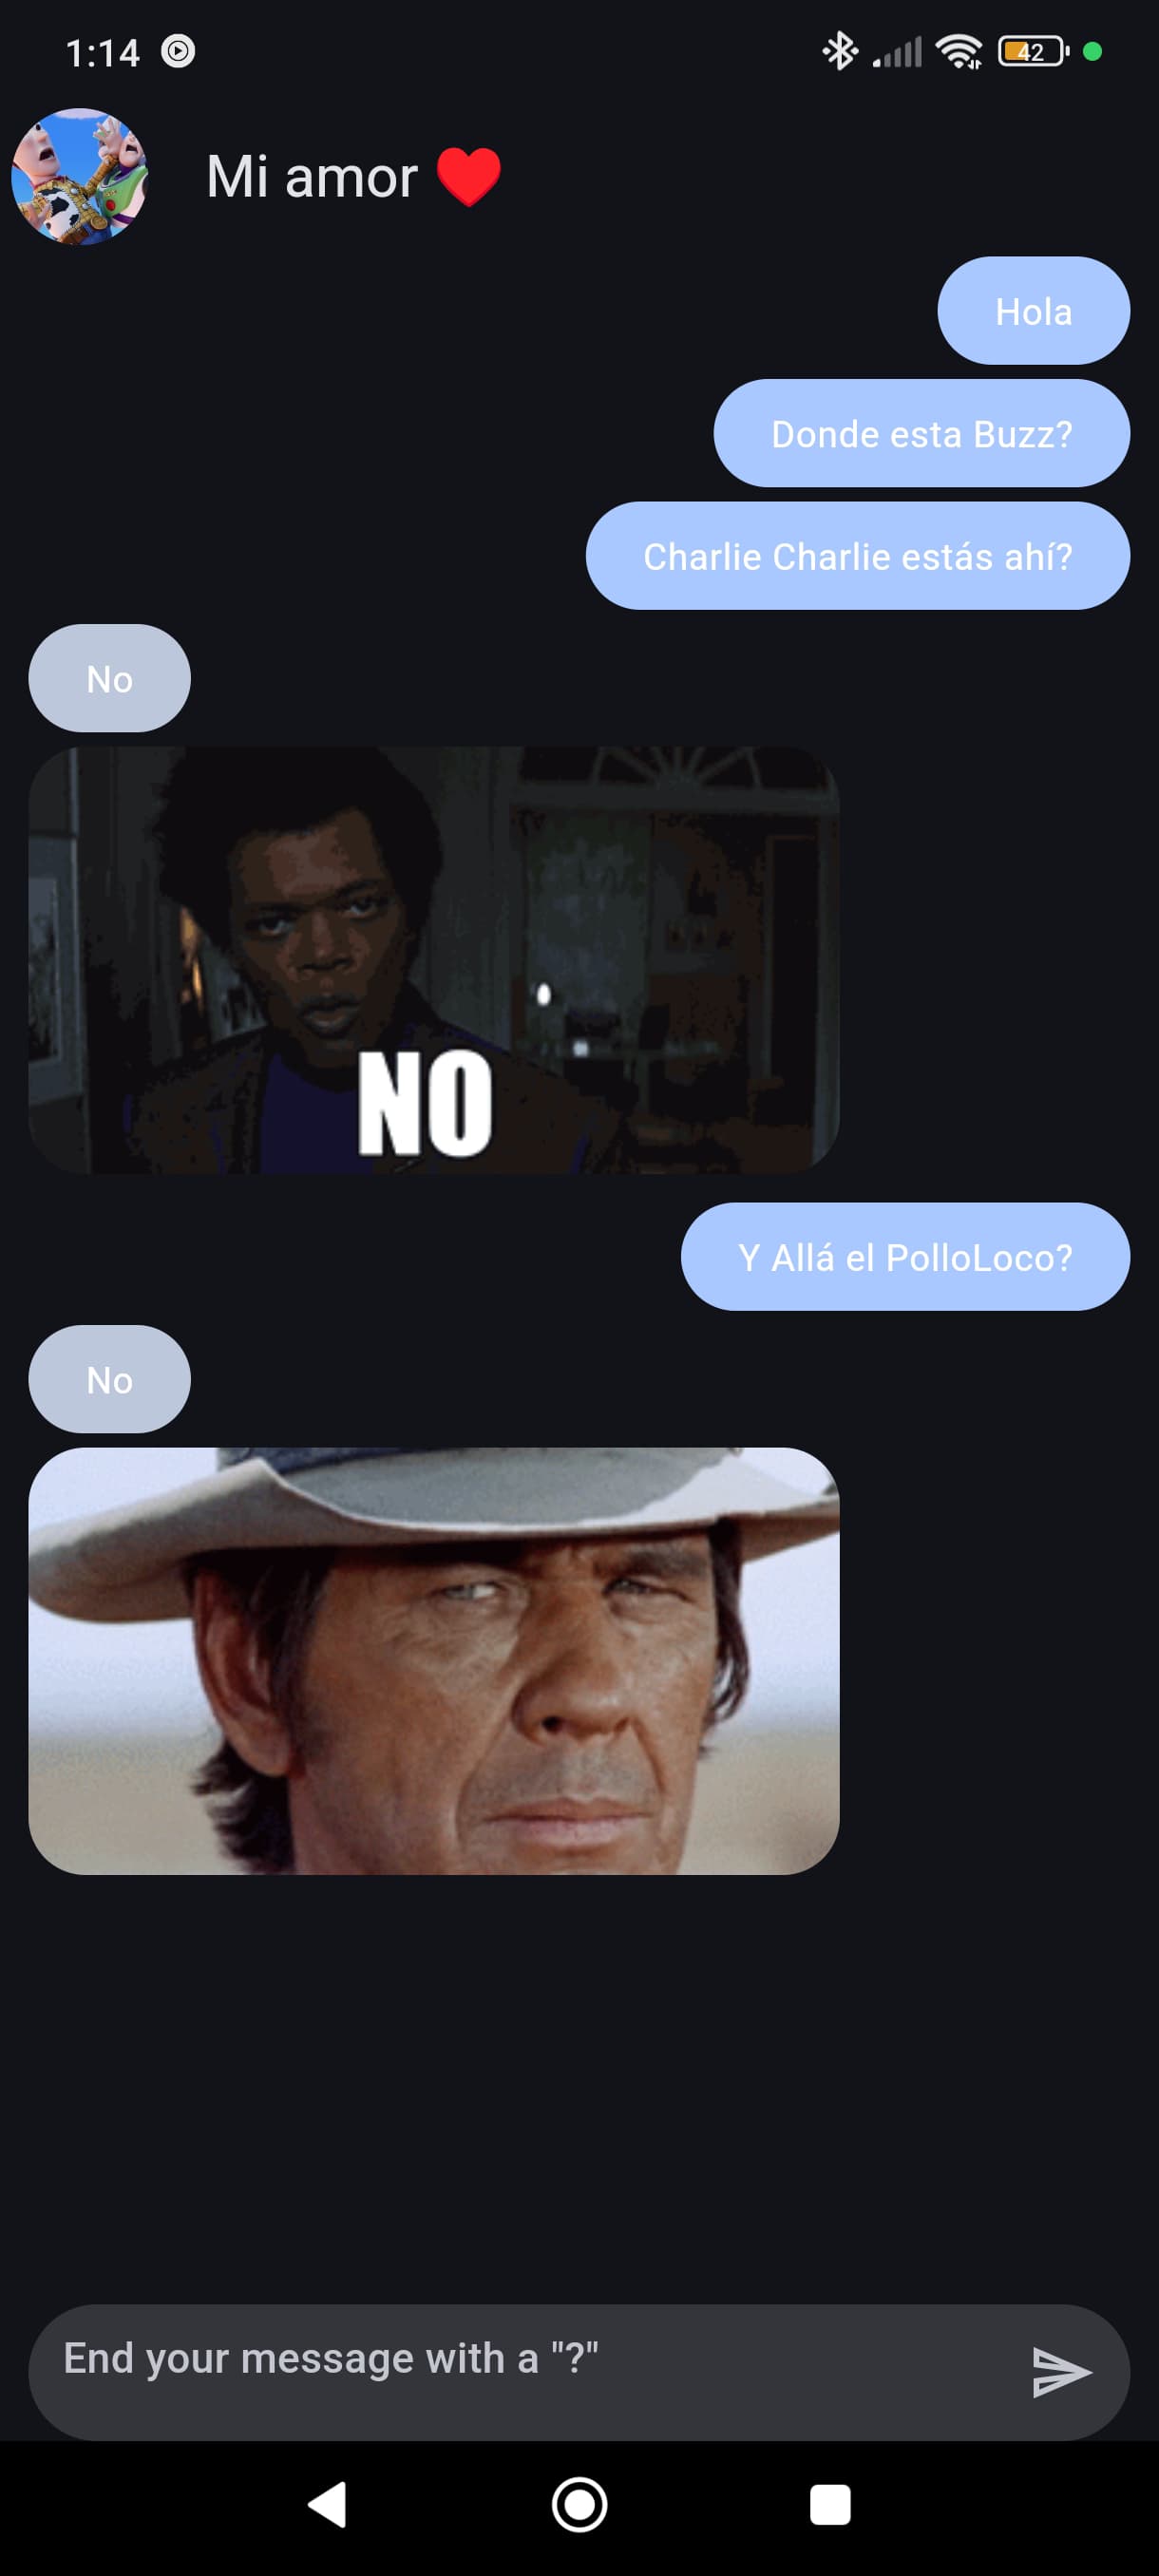 1:14
42
Mi amor ❤️
Hola
Donde esta Buzz?
Charlie Charlie estás ahí?
No
NO
Y Allá el PolloLoco?
No
End your message with a "?"